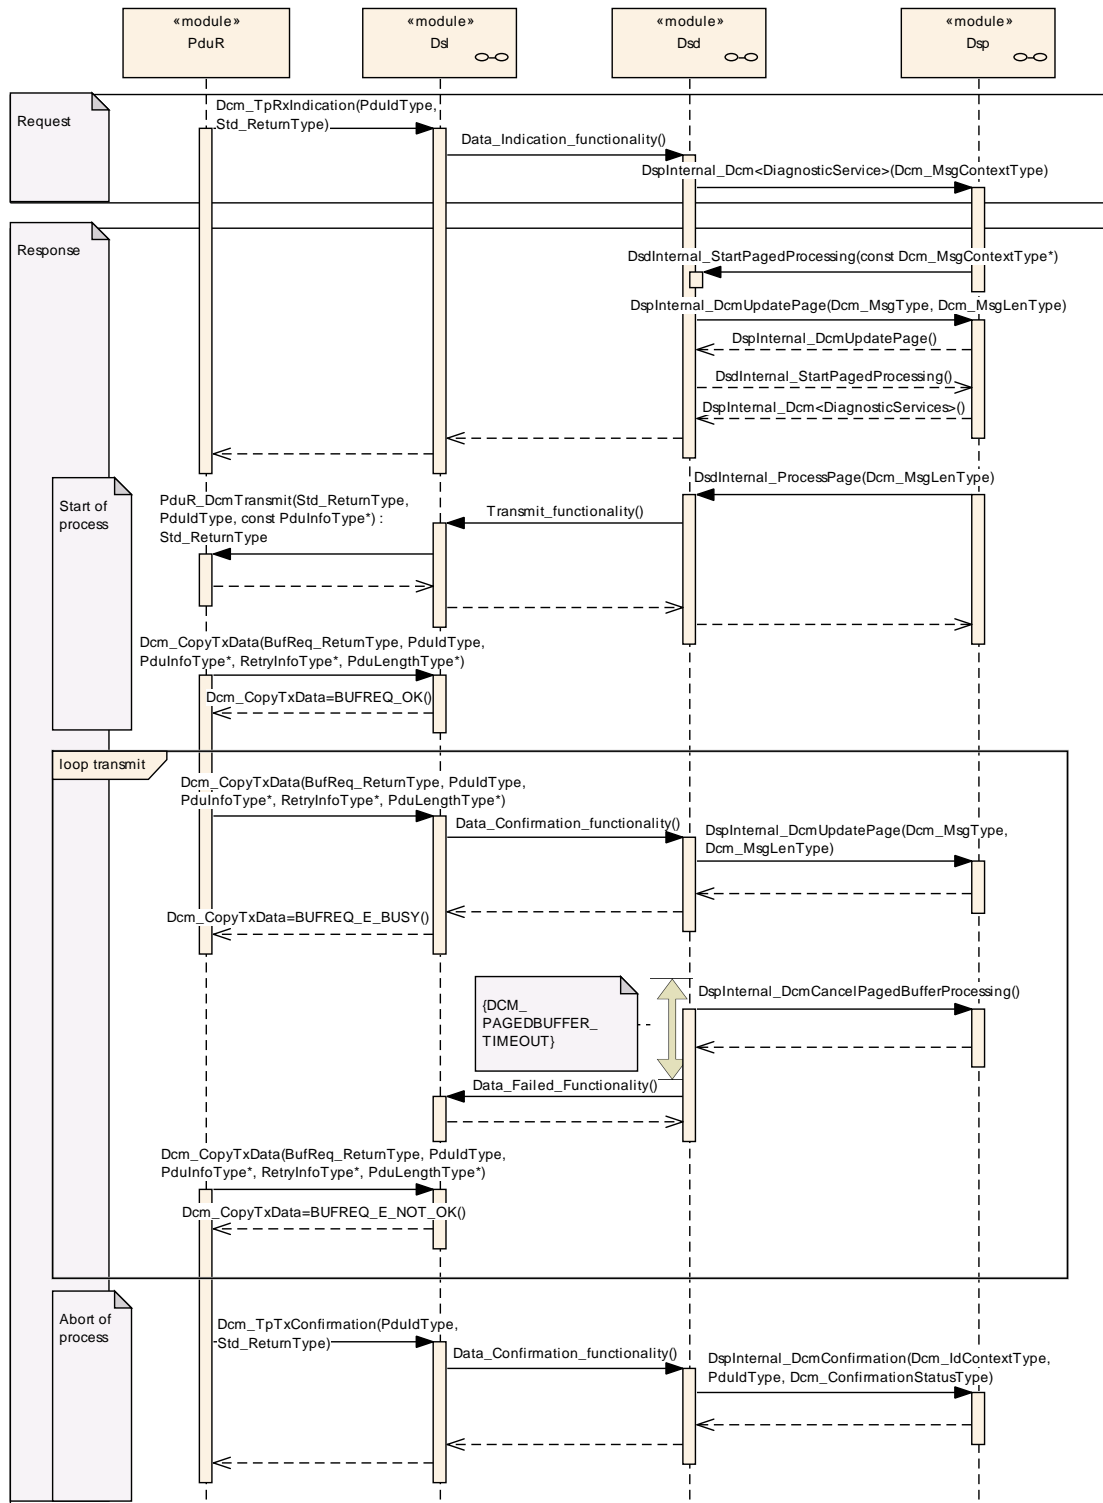 «module»
PduR
«module»
Dsl
«module»
Dsd
«module»
Dsp
Request
Dcm_TpRxIndication(PduIdType,
Std_ReturnType)
Data_Indication_functionality()
DspInternal_Dcm<DiagnosticService>(Dcm_MsgContextType)
Response
DsdInternal_StartPagedProcessing(const Dcm_MsgContextType*)
DspInternal_DcmUpdatePage(Dcm_MsgType, Dcm_MsgLenType)
DspInternal_DcmUpdatePage()
DsdInternal_StartPagedProcessing()
DspInternal_Dcm<DiagnosticServices>()
DsdInternal_ProcessPage(Dcm_MsgLenType)
Start of
process
PduR_DcmTransmit(Std_ReturnType,
PduIdType, const PduInfoType*) :
Std_ReturnType
Transmit_functionality()
Dcm_CopyTxData(BufReq_ReturnType, PduIdType,
PduInfoType*, RetryInfoType*, PduLengthType*)
Dcm_CopyTxData=BUFREQ_OK()
loop transmit
Dcm_CopyTxData(BufReq_ReturnType, PduIdType,
PduInfoType*, RetryInfoType*, PduLengthType*)
Data_Confirmation_functionality()
DspInternal_DcmUpdatePage(Dcm_MsgType,
Dcm_MsgLenType)
Dcm_CopyTxData=BUFREQ_E_BUSY()
{DCM_
PAGEDBUFFER_
TIMEOUT}
DspInternal_DcmCancelPagedBufferProcessing()
Data_Failed_Functionality()
Dcm_CopyTxData(BufReq_ReturnType, PduIdType,
PduInfoType*, RetryInfoType*, PduLengthType*)
Dcm_CopyTxData=BUFREQ_E_NOT_OK()
Abort of
process
Dcm_TpTxConfirmation(PduIdType,
Std_ReturnType)
Data_Confirmation_functionality()
DspInternal_DcmConfirmation(Dcm_IdContextType,
PduIdType, Dcm_ConfirmationStatusType)